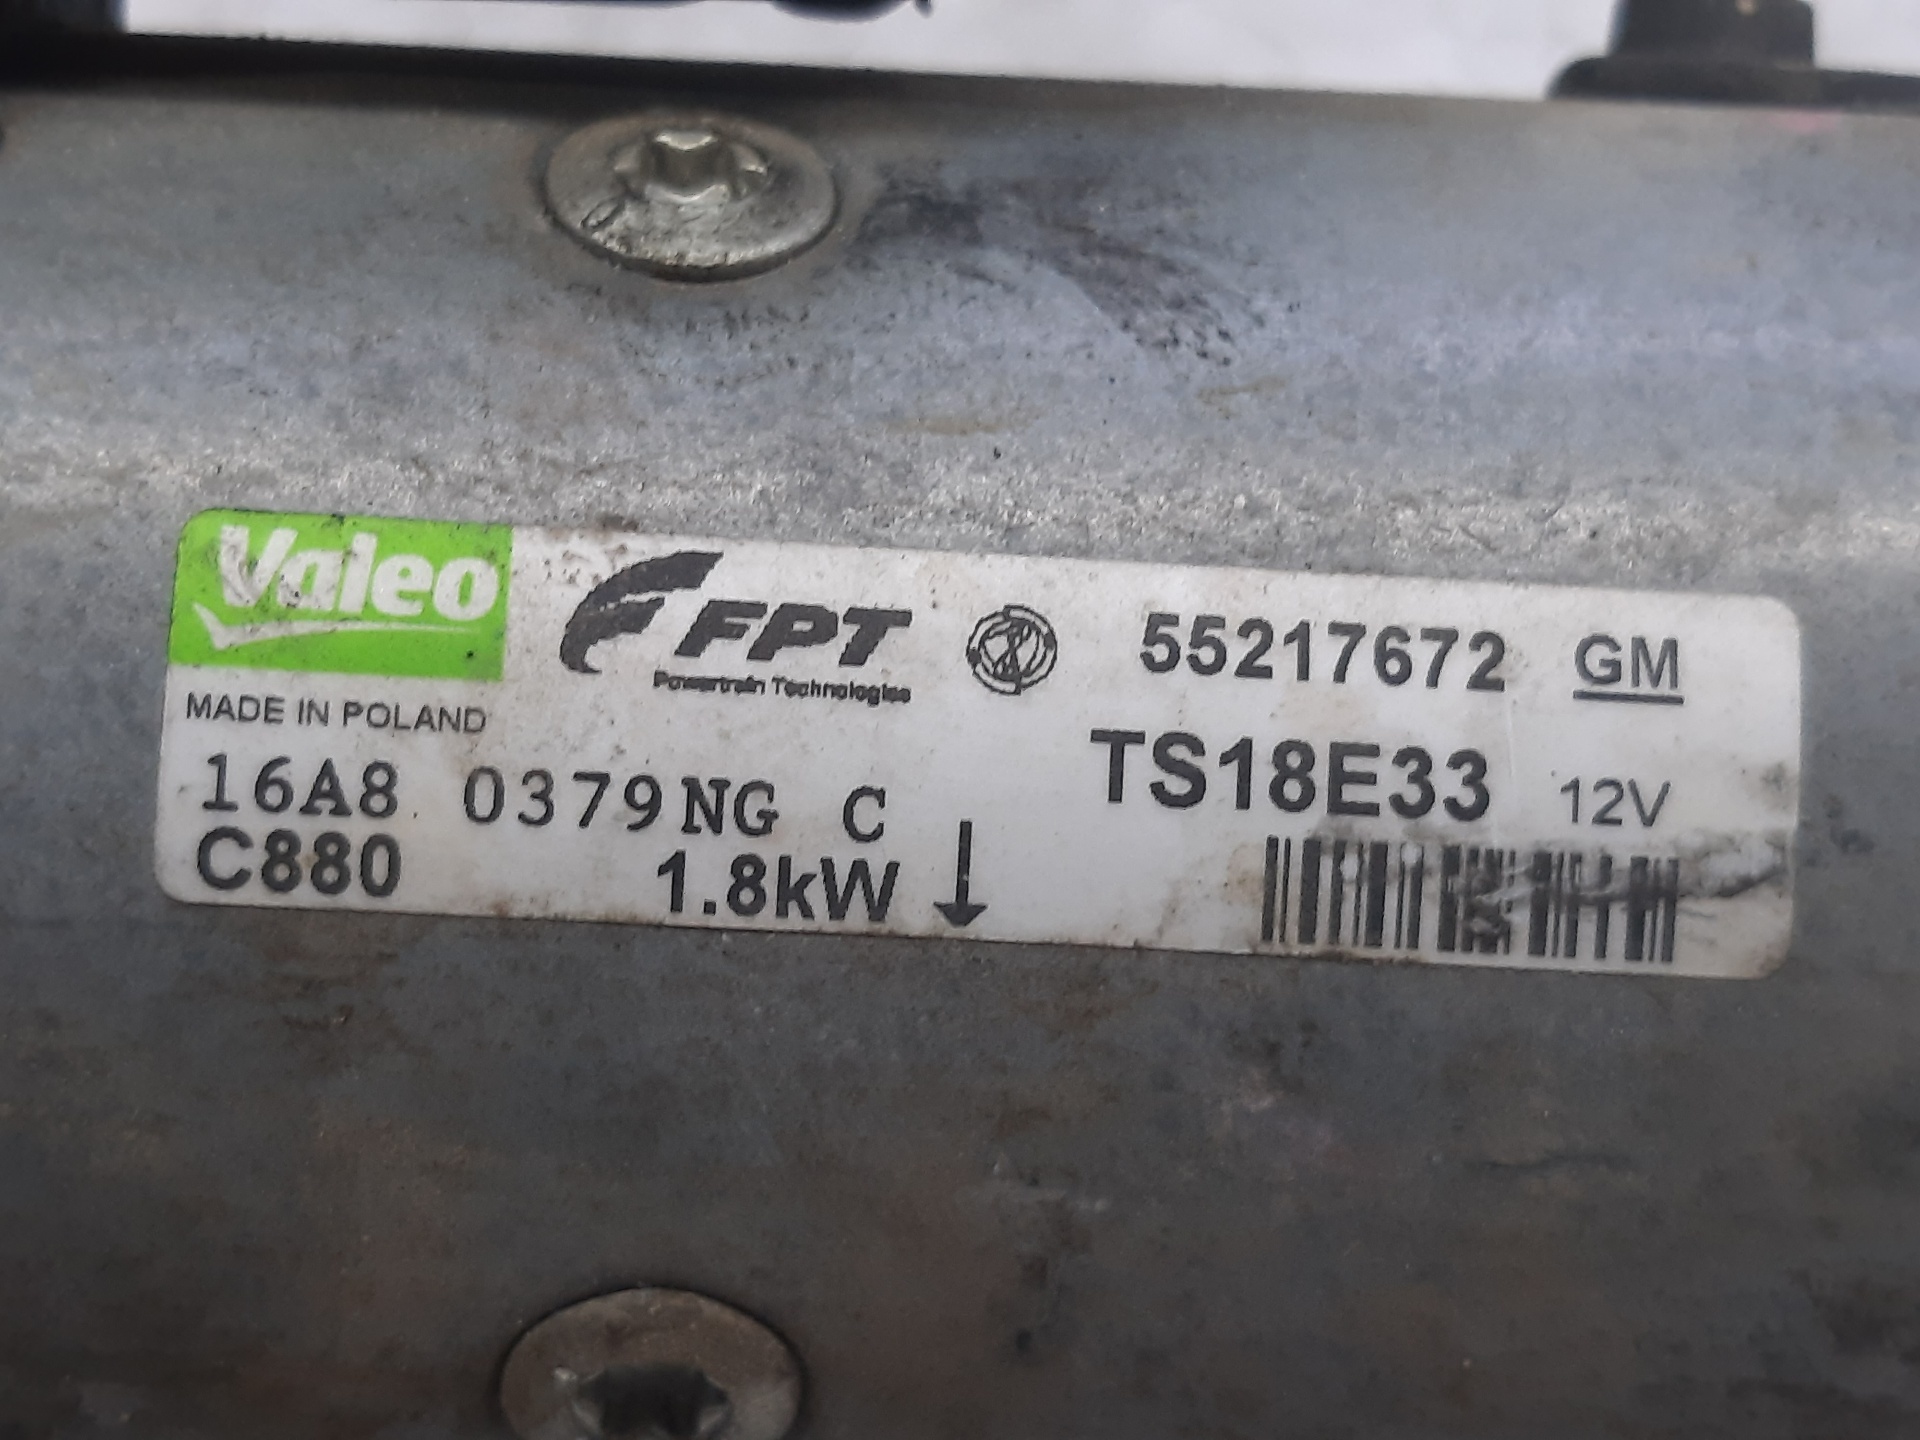 Valeo
FPT
Powertrain Technologies
55217672 GM
MADE IN POLAND
TS18E33 12V
16A8 0379NG C
C880 1.8kW